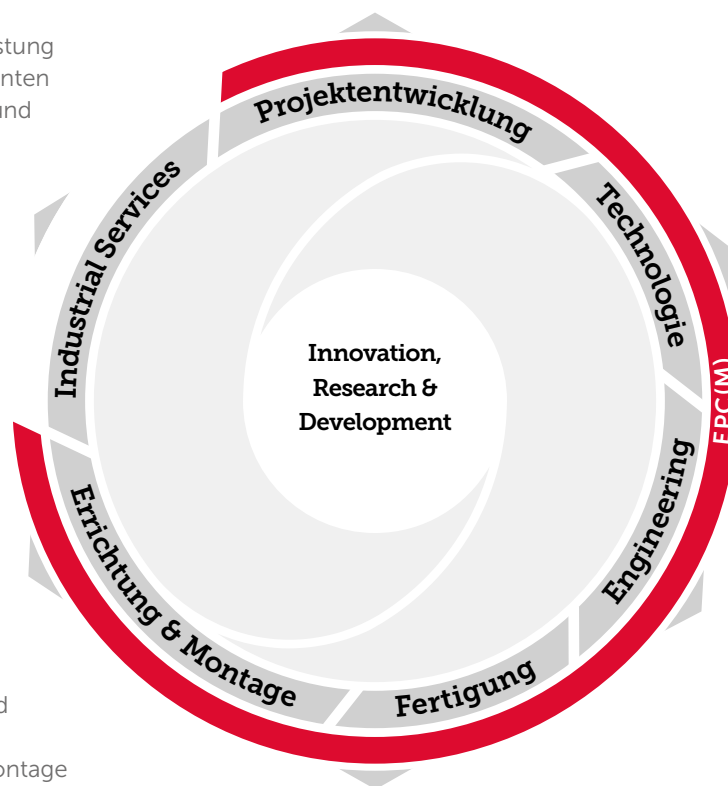 Projektentwicklung
Technologie
EPC(M)
Engineering
Fertigung
Errichtung & Montage
Industrial Services
Innovation,
Research &
Development